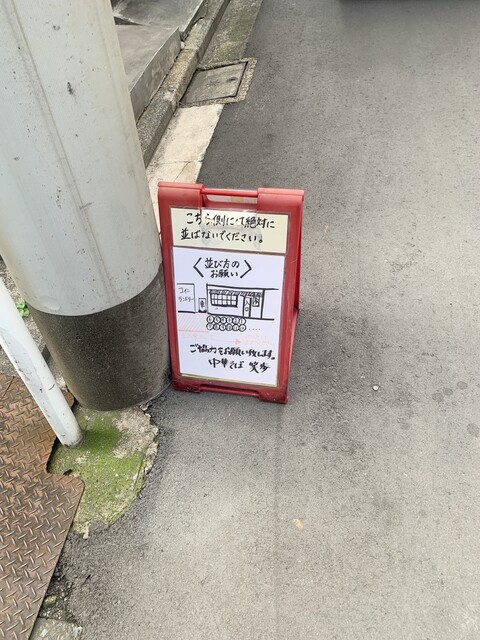 こちら側にて絶対に
並ばないでください。
〈並び方の
お願い〉
コイン
ランドリー
ご協力をお願い致します。
中華そば 笑歩